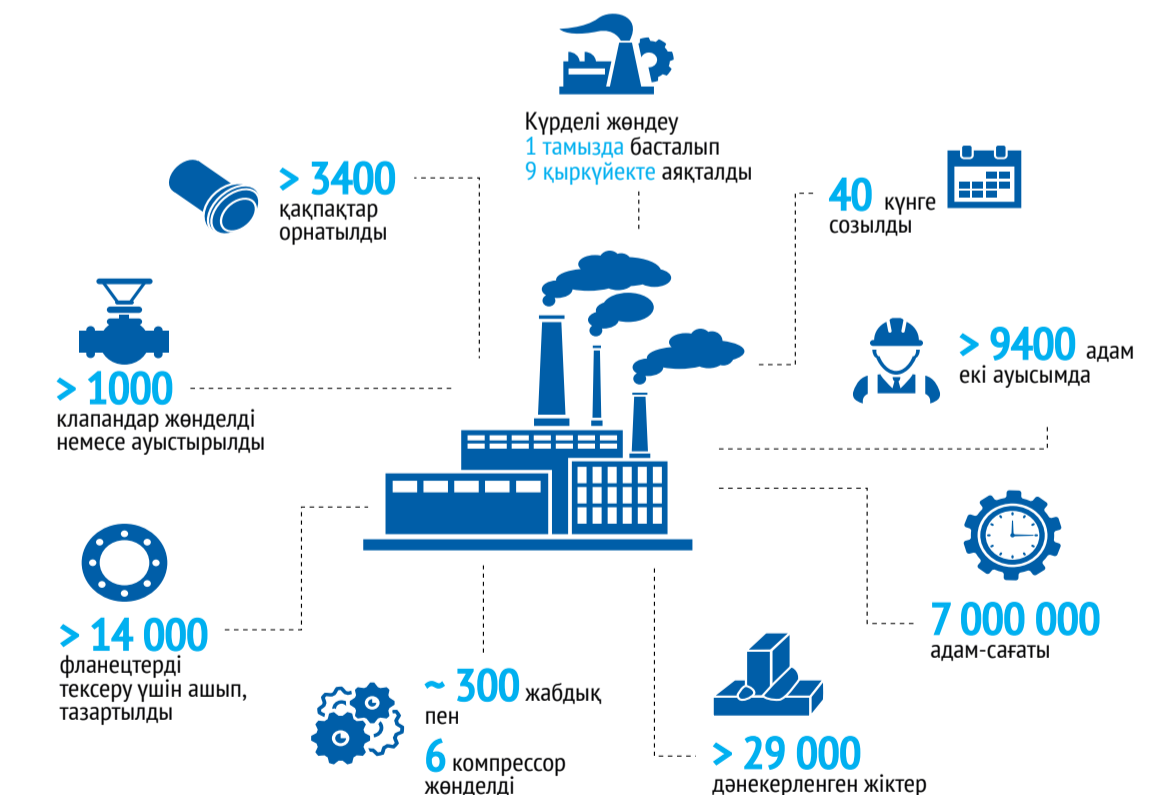 Күрделі жөндеу
1 тамызда басталып
9 қыркүйекте аяқталды
> 3400
қақпақтар
орнатылды
40 күнге
созылды
> 1000
клапандар жөнделді
немесе ауыстырылды
> 9400 адам
екі ауысымда
> 14 000
фланецтерді
тексеру үшін ашып,
тазартылды
7 000 000
адам-сағаты
~ 300 жабдық
пен
6 компрессор
жөнделді
> 29 000
дәнекерленген жіктер